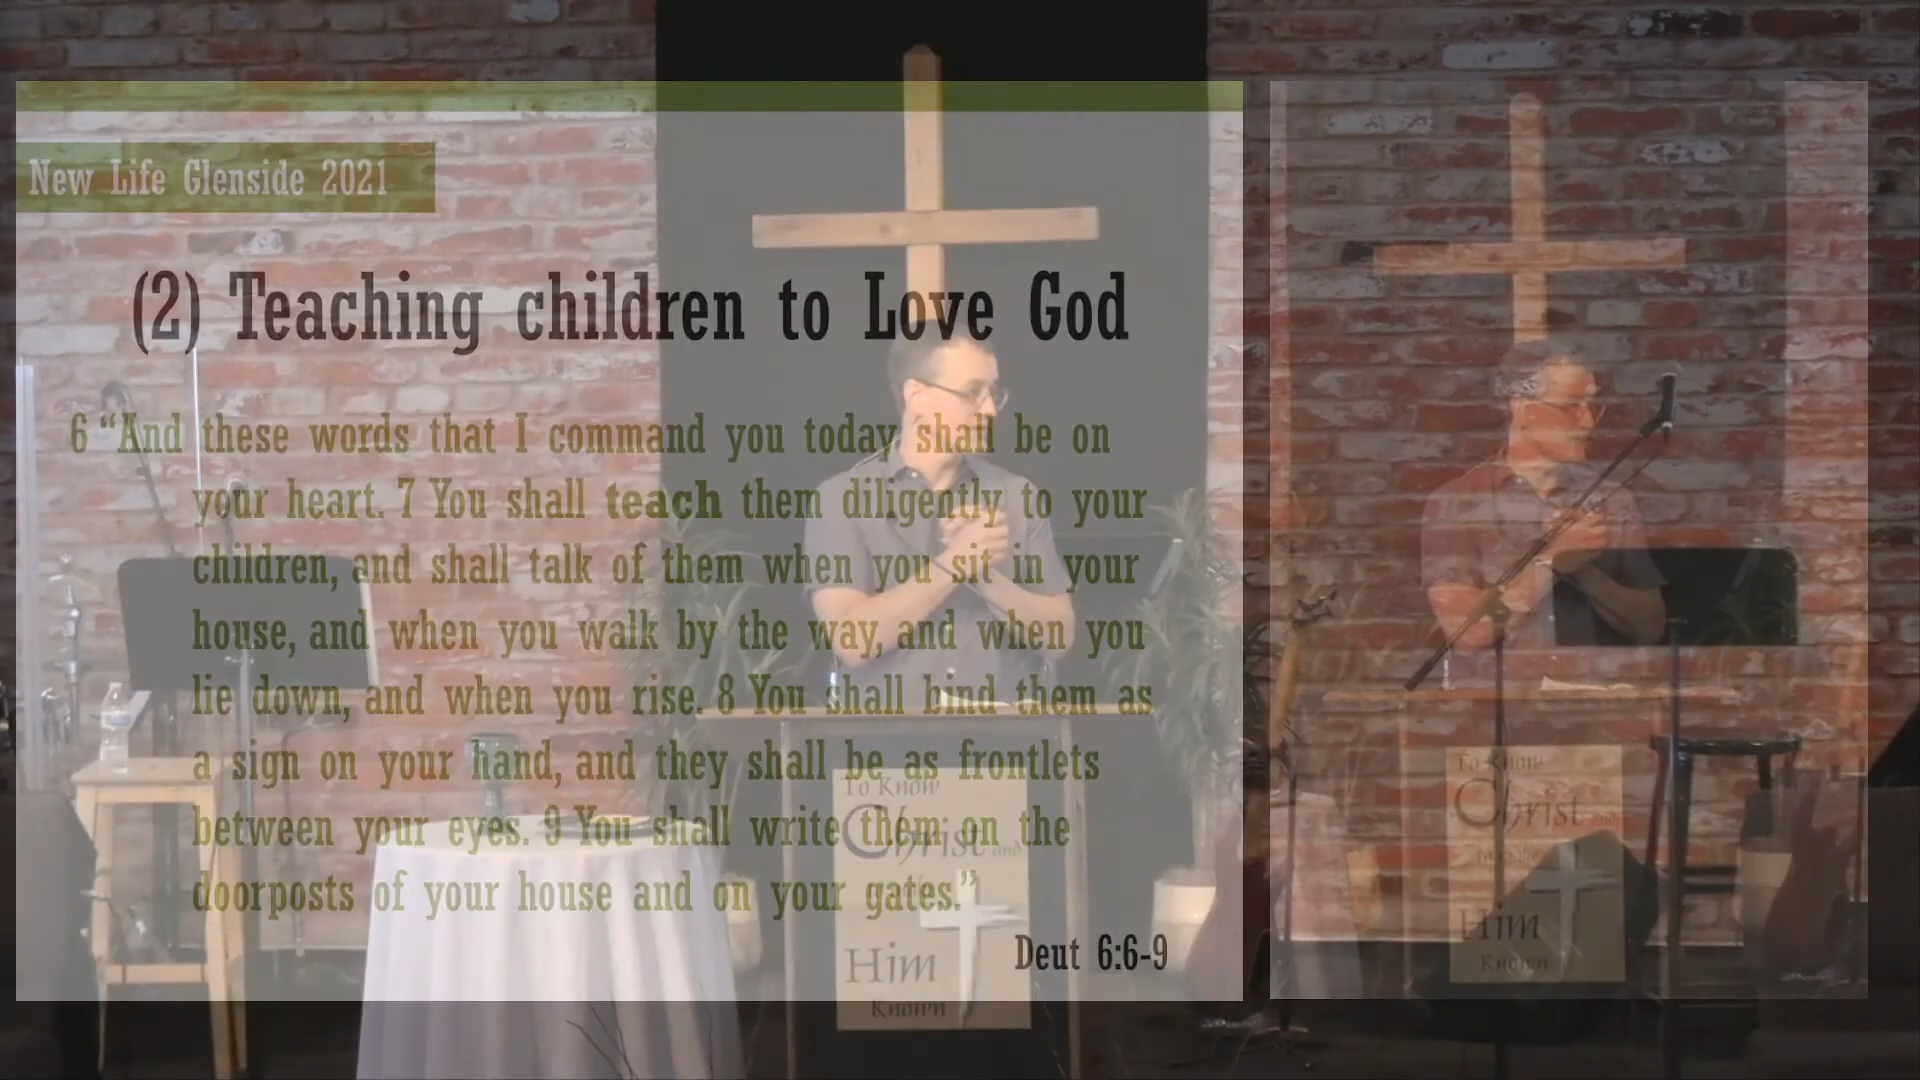 New Life Glenside 2021
(2) Teaching children to Love God
6 “And these words that I command you today shall be on
your heart. 7 You shall teach them diligently to your
children, and shall talk of them when you sit in your
house, and when you walk by the way, and when you
lie down, and when you rise. 8 You shall bind them as
a sign on your hand, and they shall be as frontlets
between your eyes. 9 You shall write them on the
doorposts of your house and on your gates.”
Deut 6:6-9
To Know
Christ and
Him
Known
To Know
Christ and
Him
Known